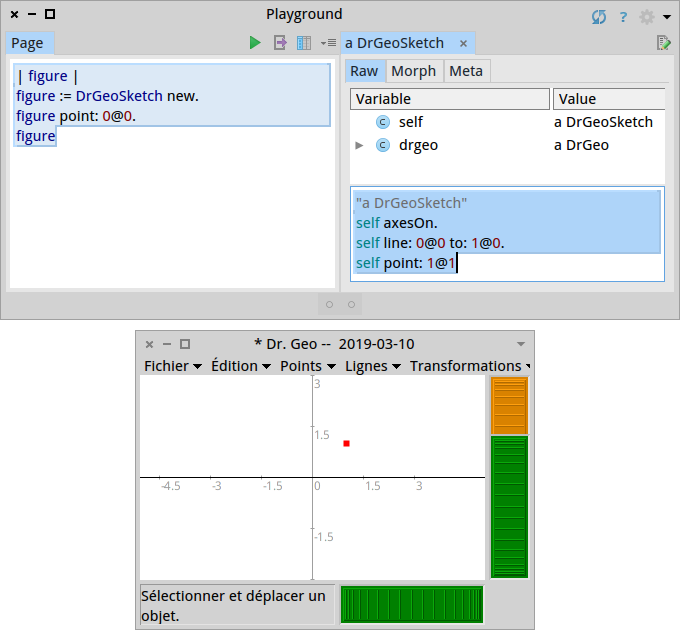 Playground
?
Page
a DrGeoSketch ×
| figure |
figure := DrGeoSketch new.
figure point: 0@0.
figure
Raw Morph Meta
Variable Value
C self a DrGeoSketch
C drgeo a DrGeo
"a DrGeoSketch"
self axesOn.
self line: 0@0 to: 1@0.
self point: 1@1
* Dr. Geo -- 2019-03-10
Fichier Édition Points Lignes Transformations
3
1.5
-4.5 -3 -1.5 0 1.5 3
-1.5
Sélectionner et déplacer un
objet.